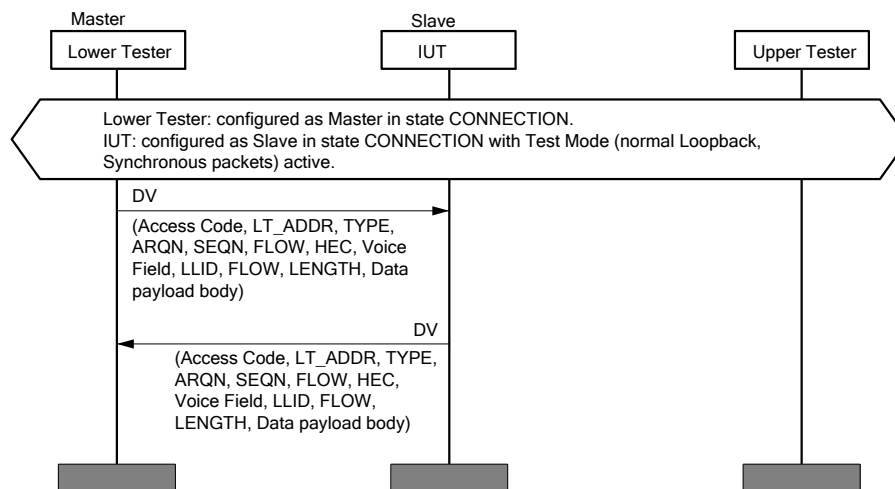 Master
Slave
Lower Tester
IUT
Upper Tester
Lower Tester: configured as Master in state CONNECTION.
IUT: configured as Slave in state CONNECTION with Test Mode (normal Loopback,
Synchronous packets) active.
DV
(Access Code, LT_ADDR, TYPE,
ARQN, SEQN, FLOW, HEC, Voice
Field, LLID, FLOW, LENGTH, Data
payload body)
DV
(Access Code, LT_ADDR, TYPE,
ARQN, SEQN, FLOW, HEC,
Voice Field, LLID, FLOW,
LENGTH, Data payload body)